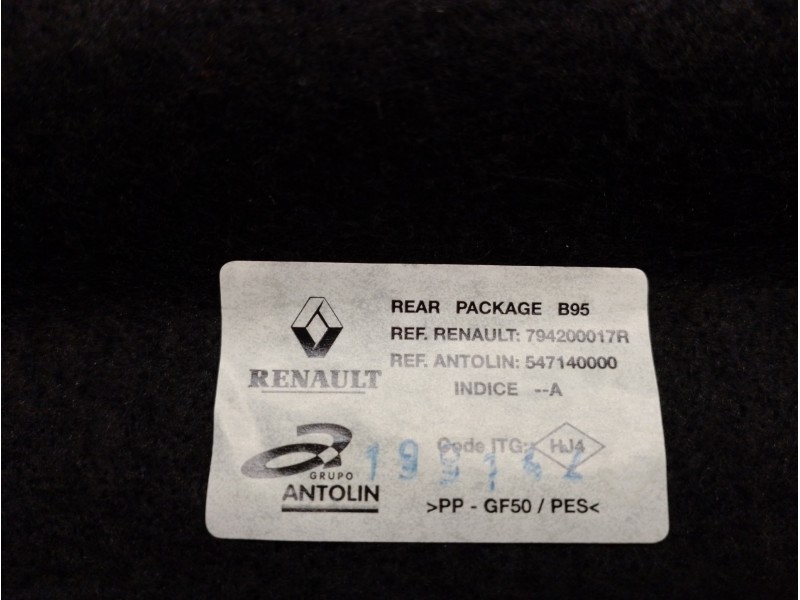 REAR PACKAGE B95
REF. RENAULT: 794200017R
REF. ANTOLIN: 547140000
INDICE --A
RENAULT
Code ITG: HJ4
GRUPO
ANTOLIN
>PP - GF50 / PES<